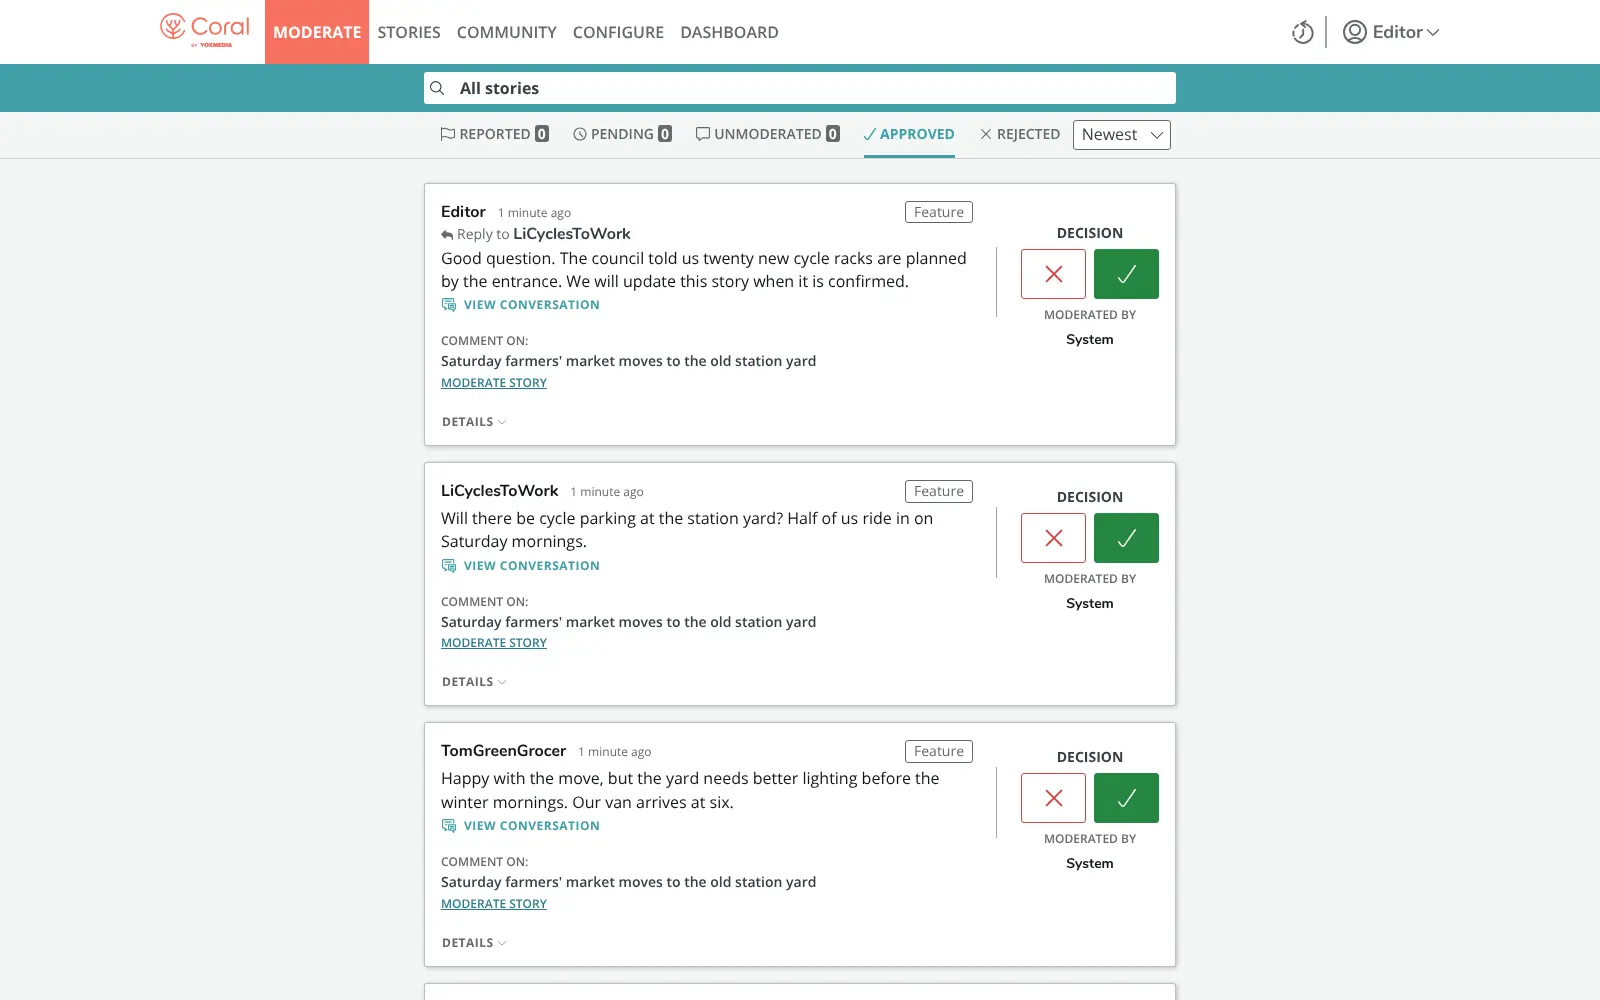 Coral
BY VOXMEDIA
MODERATE STORIES COMMUNITY CONFIGURE DASHBOARD
Editor
All stories
REPORTED 0 PENDING 0 UNMODERATED 0 APPROVED REJECTED Newest
Editor 1 minute ago Feature
Reply to LiCyclesToWork
Good question. The council told us twenty new cycle racks are planned
by the entrance. We will update this story when it is confirmed.
VIEW CONVERSATION
COMMENT ON:
Saturday farmers' market moves to the old station yard
MODERATE STORY
DETAILS
DECISION
MODERATED BY
System
LiCyclesToWork 1 minute ago Feature
Will there be cycle parking at the station yard? Half of us ride in on
Saturday mornings.
VIEW CONVERSATION
COMMENT ON:
Saturday farmers' market moves to the old station yard
MODERATE STORY
DETAILS
DECISION
MODERATED BY
System
TomGreenGrocer 1 minute ago Feature
Happy with the move, but the yard needs better lighting before the
winter mornings. Our van arrives at six.
VIEW CONVERSATION
COMMENT ON:
Saturday farmers' market moves to the old station yard
MODERATE STORY
DETAILS
DECISION
MODERATED BY
System